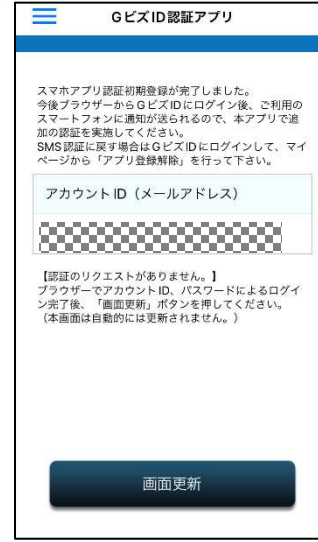 GビズID認証アプリ
スマホアプリ認証初期登録が完了しました。
今後ブラウザーからGビズIDにログイン後、ご利用の
スマートフォンに通知が送られるので、本アプリで追
加の認証を実施してください。
SMS認証に戻す場合はGビズIDにログインして、マイ
ページから「アプリ登録解除」を行って下さい。
アカウントID（メールアドレス）
【認証のリクエストがありません。】
ブラウザーでアカウントID、パスワードによるログイ
ン完了後、「画面更新」ボタンを押してください。
（本画面は自動的には更新されません。）
画面更新